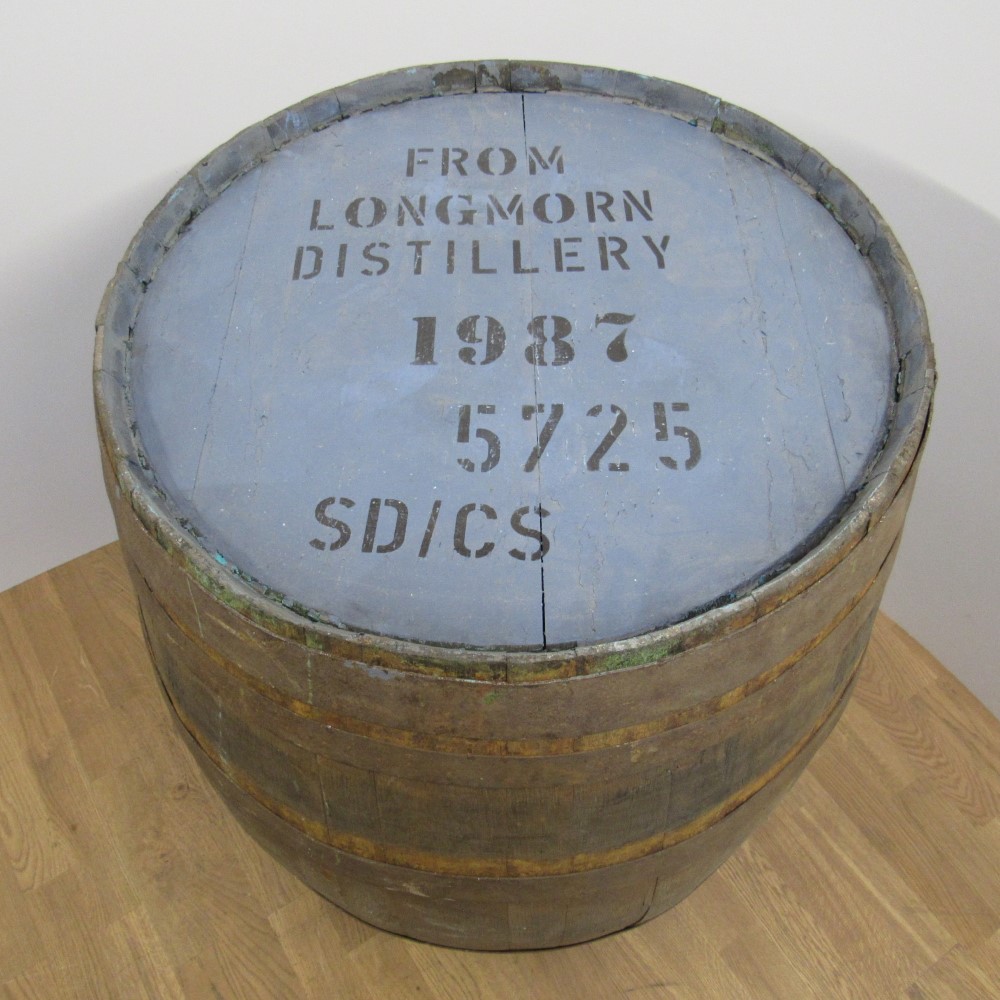 FROM
LONGMORN
DISTILLERY
1987
5725
SD/CS